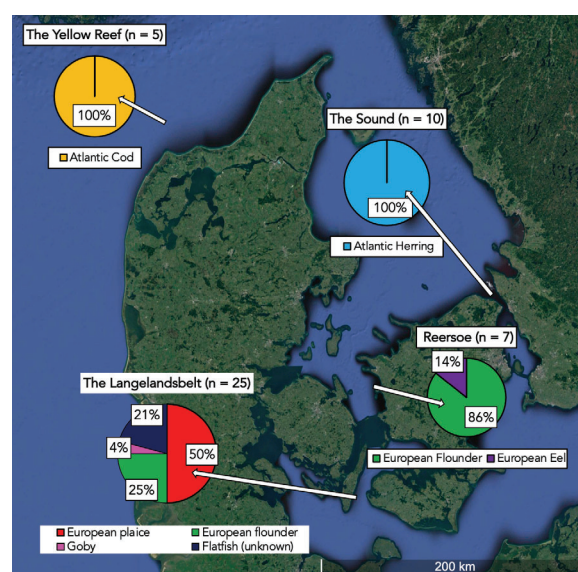 The Yellow Reef (n = 5)
100%
Atlantic Cod
The Sound (n = 10)
100%
Atlantic Herring
Reersoe (n = 7)
14%
86%
European Flounder European Eel
The Langelandsbelt (n = 25)
21%
4%
50%
25%
European plaice European flounder
Goby Flatfish (unknown)
200 km